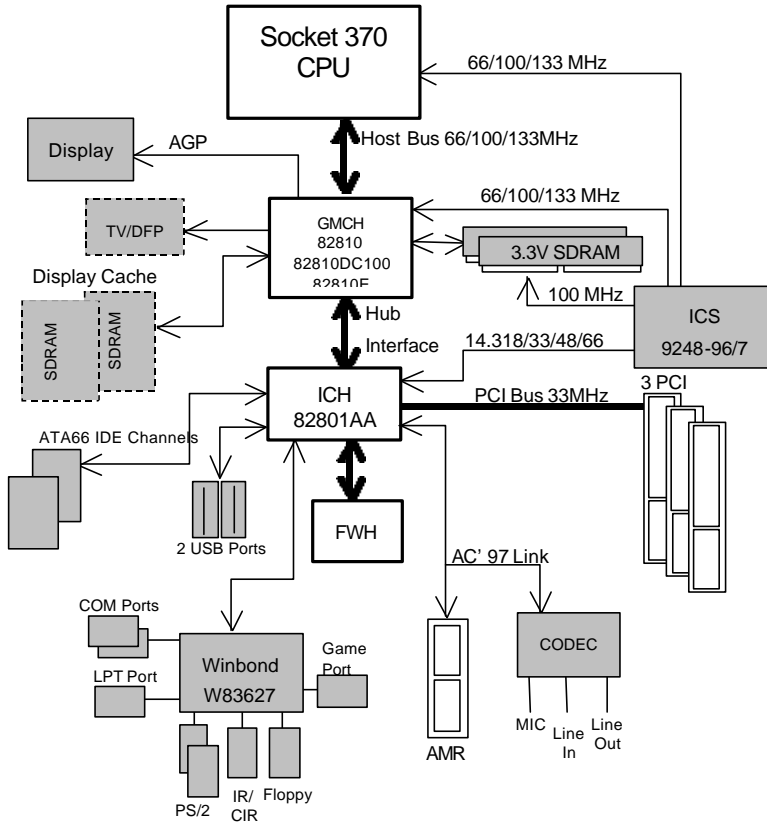 Socket 370
CPU
66/100/133 MHz
Host Bus 66/100/133MHz
Display
AGP
66/100/133 MHz
GMCH
82810
82810DC100
82810E
TV/DFP
3.3V SDRAM
Display Cache
SDRAM
SDRAM
100 MHz
ICS
9248-96/7
Hub
Interface
14.318/33/48/66
ICH
82801AA
PCI Bus 33MHz
3 PCI
ATA66 IDE Channels
2 USB Ports
FWH
AC' 97 Link
COM Ports
Winbond
W83627
Game
Port
LPT Port
CODEC
MIC
Line
In
Line
Out
AMR
PS/2
IR/
CIR
Floppy